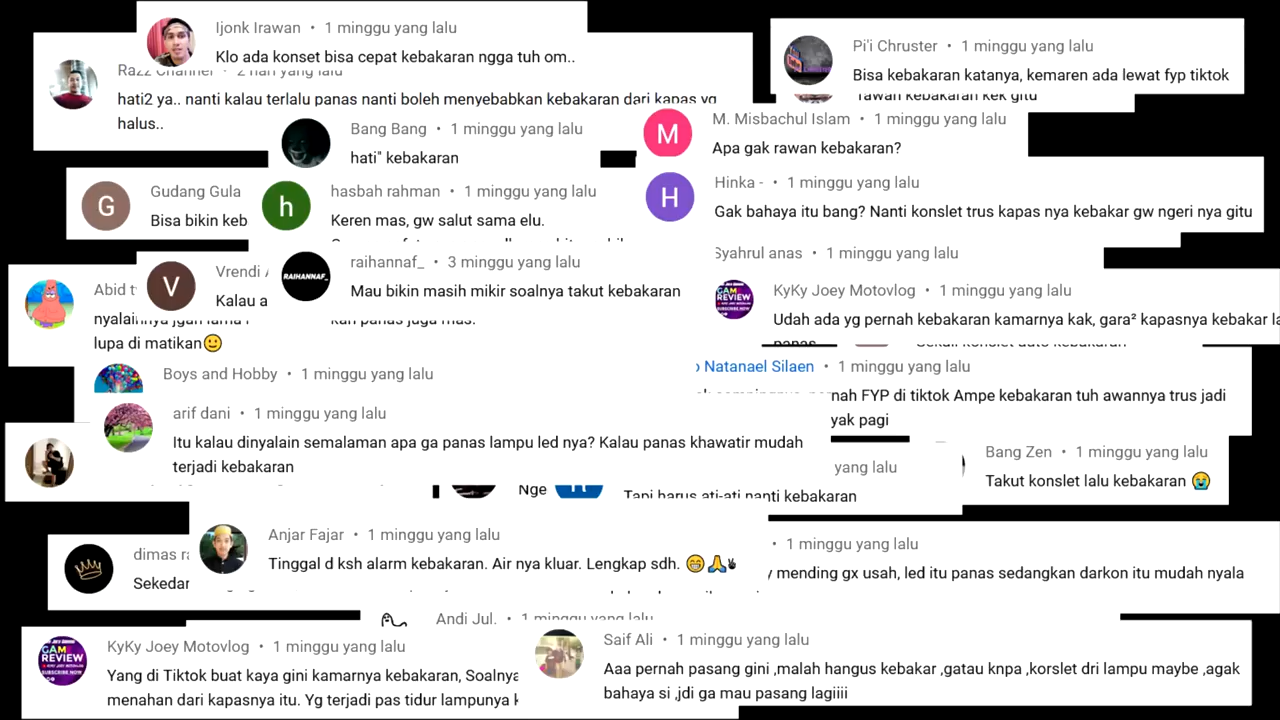 Ijonk Irawan • 1 minggu yang lalu
Klo ada konset bisa cepat kebakaran ngga tuh om..
Razz Channel • 2 hari yang lalu
hati2 ya.. nanti kalau terlalu panas nanti boleh menyebabkan kebakaran dari kapas yg
halus..
Pi'i Chruster • 1 minggu yang lalu
Bisa kebakaran katanya, kemaren ada lewat fyp tiktok
rawan kebakaran kek gitu
Bang Bang • 1 minggu yang lalu
hati" kebakaran
M
M. Misbachul Islam • 1 minggu yang lalu
Apa gak rawan kebakaran?
G
Gudang Gula
Bisa bikin keb
h
hasbah rahman • 1 minggu yang lalu
Keren mas, gw salut sama elu.
H
Hinka - • 1 minggu yang lalu
Gak bahaya itu bang? Nanti konslet trus kapas nya kebakar gw ngeri nya gitu
Syahrul anas • 1 minggu yang lalu
V
Vrendi
Kalau a
RAIHANNAF_
raihannaf_ • 3 minggu yang lalu
Mau bikin masih mikir soalnya takut kebakaran
kan panas juga mas.
Abid
nyalainnya jgan lama
lupa di matikan🙂
GAM
REVIEW
KyKy Joey Motovlog • 1 minggu yang lalu
Udah ada yg pernah kebakaran kamarnya kak, gara² kapasnya kebakar la
panas
Sekali konslet auto kebakaran
Boys and Hobby • 1 minggu yang lalu
Natanael Silaen • 1 minggu yang lalu
nah FYP di tiktok Ampe kebakaran tuh awannya trus jadi
yak pagi
arif dani • 1 minggu yang lalu
Itu kalau dinyalain semalaman apa ga panas lampu led nya? Kalau panas khawatir mudah
terjadi kebakaran
yang lalu
Nge
Tapi harus ati-ati nanti kebakaran
Bang Zen • 1 minggu yang lalu
Takut konslet lalu kebakaran 😭
dimas ra
Sekedar
Anjar Fajar • 1 minggu yang lalu
Tinggal d ksh alarm kebakaran. Air nya kluar. Lengkap sdh. 😁🙏✌
• 1 minggu yang lalu
y mending gx usah, led itu panas sedangkan darkon itu mudah nyala
Andi Jul. • 1 minggu yang lalu
GAM
REVIEW
KyKy Joey Motovlog • 1 minggu yang lalu
Yang di Tiktok buat kaya gini kamarnya kebakaran, Soalnya
menahan dari kapasnya itu. Yg terjadi pas tidur lampunya k
Saif Ali • 1 minggu yang lalu
Aaa pernah pasang gini ,malah hangus kebakar ,gatau knpa ,korslet dri lampu maybe ,agak
bahaya si ,jdi ga mau pasang lagiiii